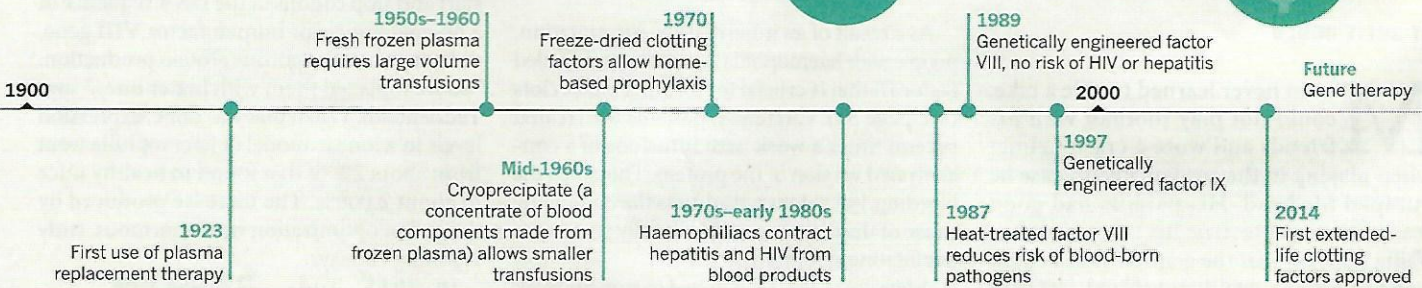 1900
1923
First use of plasma
replacement therapy
1950s–1960
Fresh frozen plasma
requires large volume
transfusions
Mid-1960s
Cryoprecipitate (a
concentrate of blood
components made from
frozen plasma) allows smaller
transfusions
1970
Freeze-dried clotting
factors allow home-
based prophylaxis
1970s–early 1980s
Haemophiliacs contract
hepatitis and HIV from
blood products
1987
Heat-treated factor VIII
reduces risk of blood-born
pathogens
1989
Genetically engineered factor
VIII, no risk of HIV or hepatitis
1997
Genetically
engineered factor IX
2000
2014
First extended-
life clotting
factors approved
Future
Gene therapy